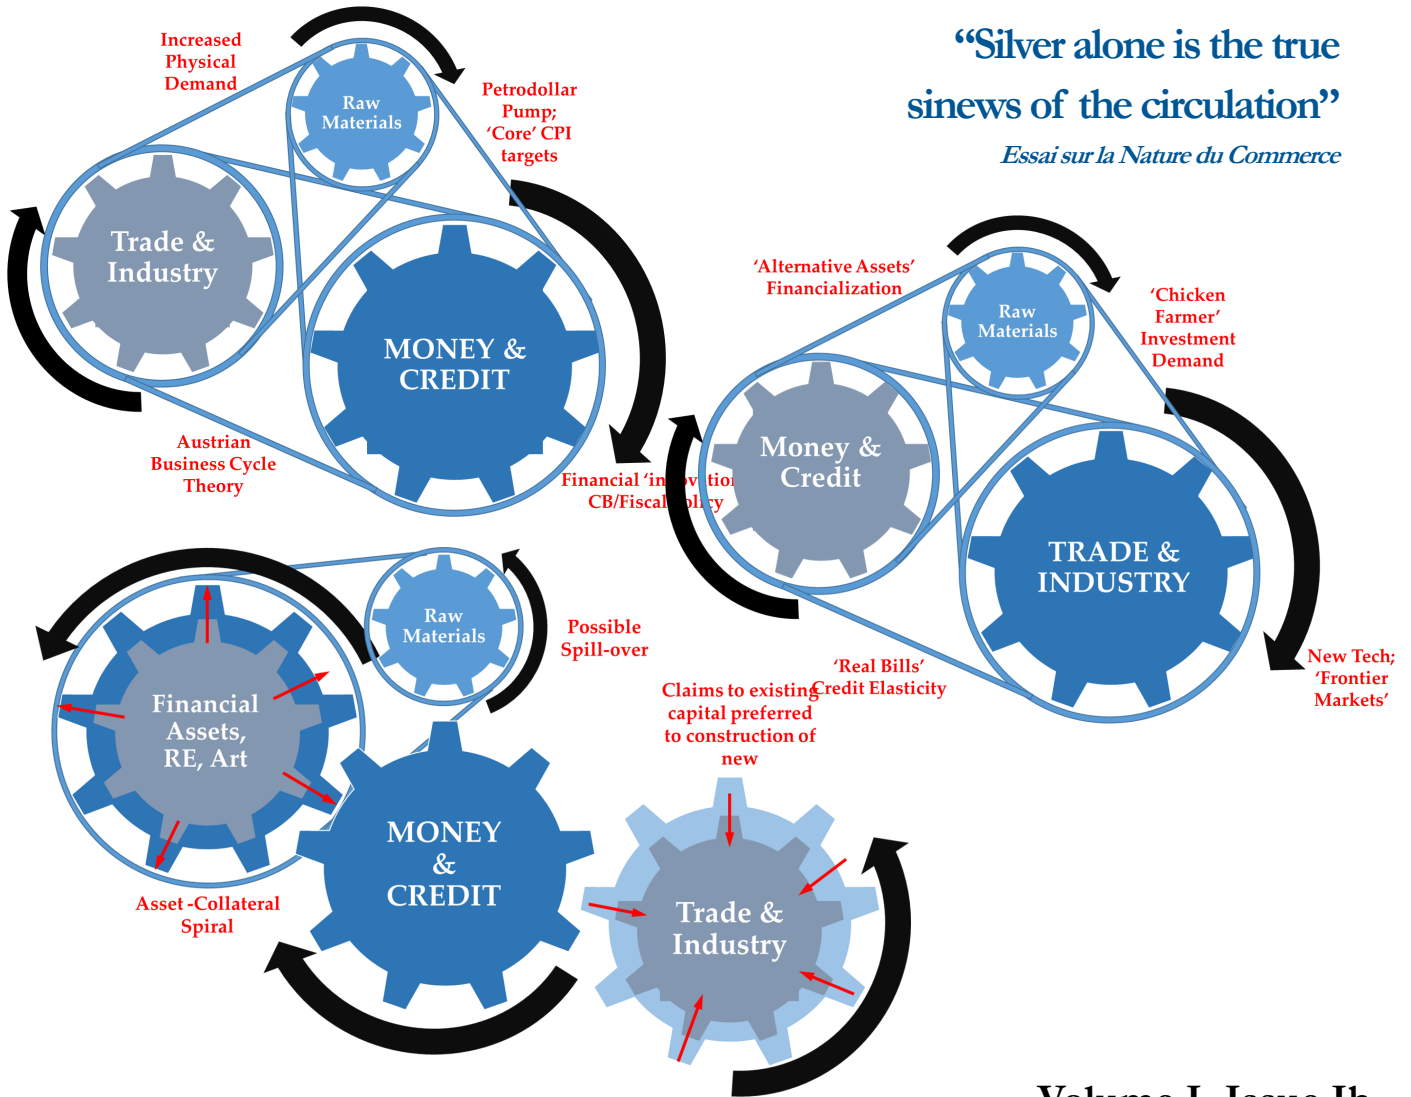 “Silver alone is the true
sinews of the circulation”
Essai sur la Nature du Commerce
Increased
Physical
Demand
Raw
Materials
Petrodollar
Pump;
‘Core’ CPI
targets
Trade &
Industry
MONEY &
CREDIT
Austrian
Business Cycle
Theory
Financial
CB/Fiscal
‘Alternative Assets’
Financialization
Raw
Materials
‘Chicken
Farmer’
Investment
Demand
Money &
Credit
TRADE &
INDUSTRY
‘Real Bills’
Credit Elasticity
New Tech;
‘Frontier
Markets’
Raw
Materials
Possible
Spill-over
Financial
Assets,
RE, Art
Asset -Collateral
Spiral
MONEY
&
CREDIT
Claims to existing
capital preferred
to construction of
new
Trade &
Industry
Volume I, Issue Ib